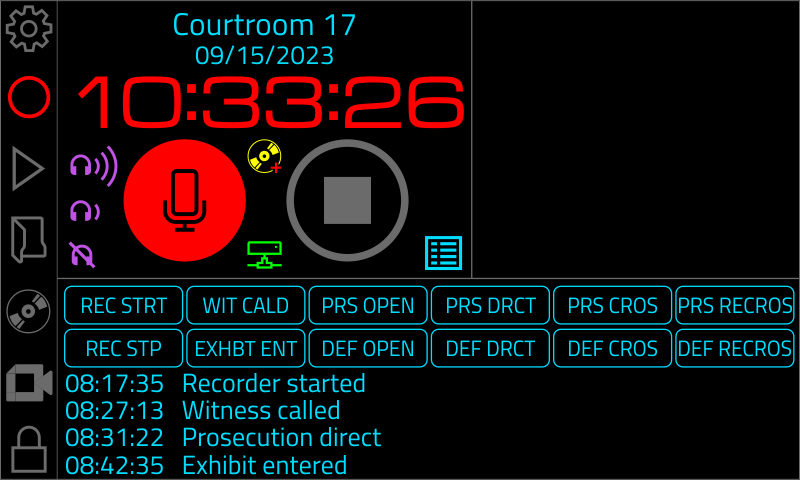 Courtroom 17
09/15/2023
10:33:26
REC STRT WIT CALD PRS OPEN PRS DRCT PRS CROS PRS RECROS
REC STP EXHBT ENT DEF OPEN DEF DRCT DEF CROS DEF RECROS
08:17:35 Recorder started
08:27:13 Witness called
08:31:22 Prosecution direct
08:42:35 Exhibit entered